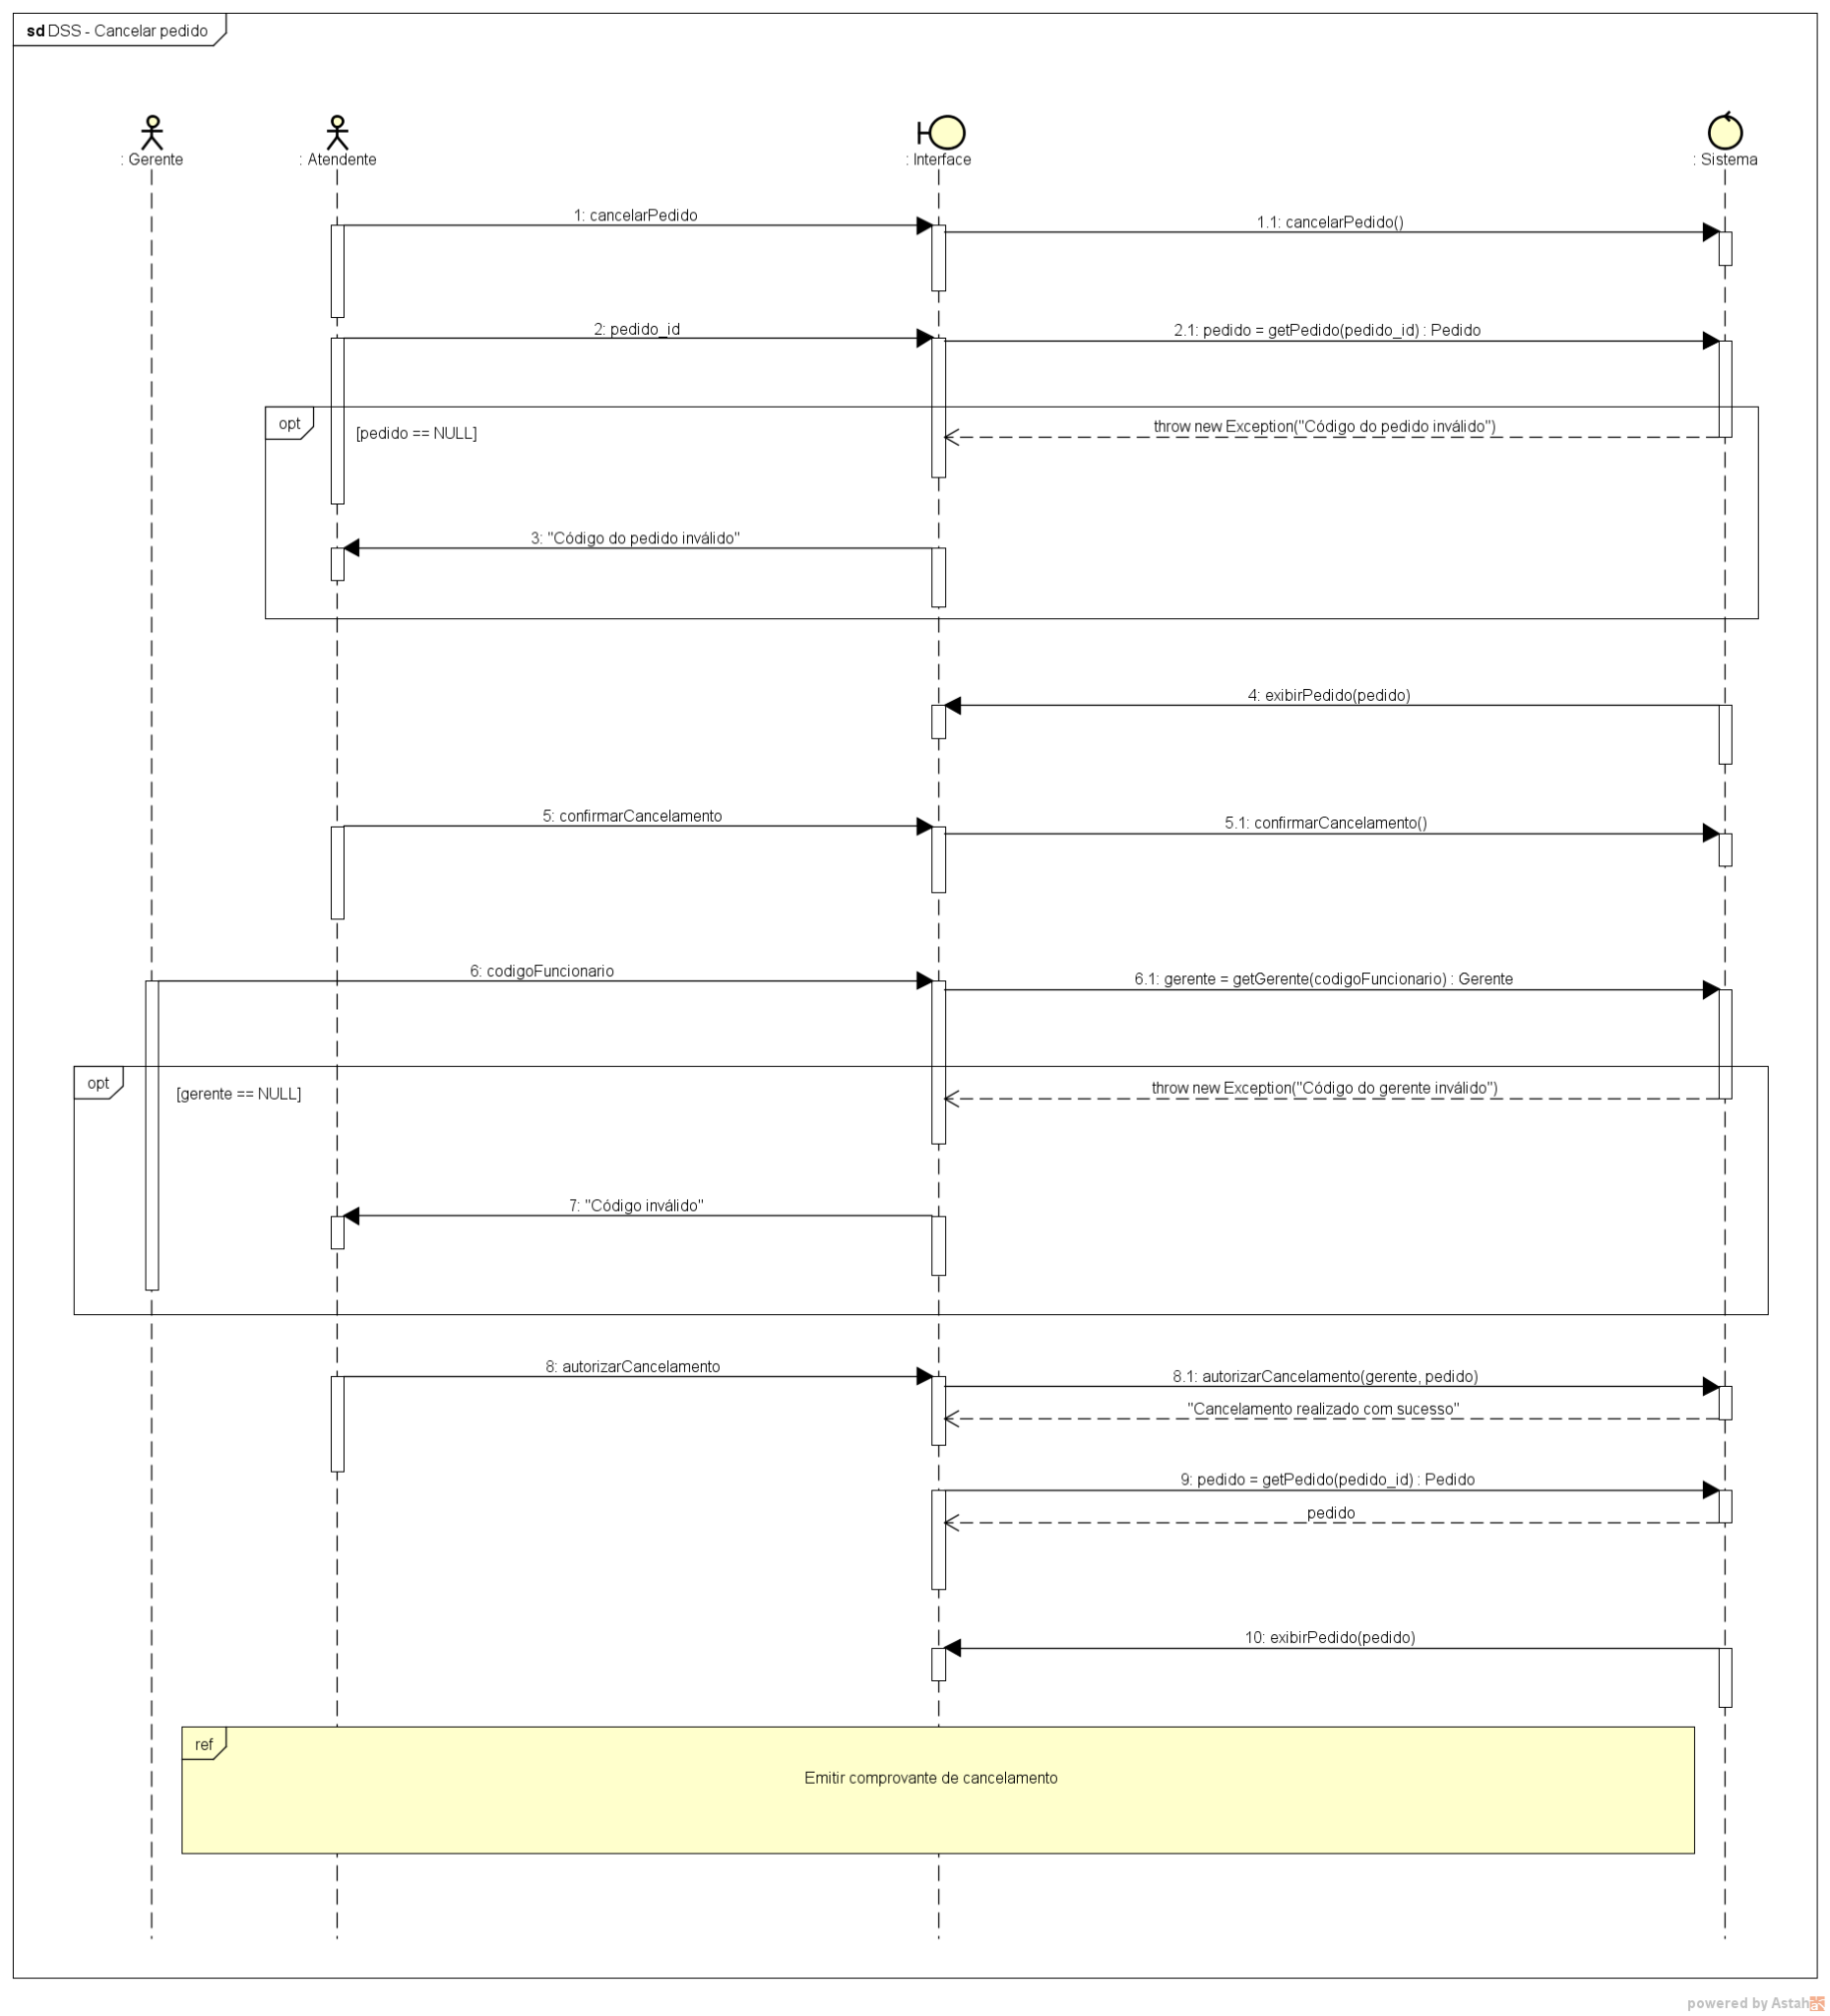 sd DSS - Cancelar pedido
: Gerente
: Atendente
: Interface
: Sistema
1: cancelarPedido
1.1: cancelarPedido()
2: pedido_id
2.1: pedido = getPedido(pedido_id) : Pedido
opt
[pedido == NULL]
throw new Exception("Código do pedido inválido")
3: "Código do pedido inválido"
4: exibirPedido(pedido)
5: confirmarCancelamento
5.1: confirmarCancelamento()
6: codigoFuncionario
6.1: gerente = getGerente(codigoFuncionario) : Gerente
opt
[gerente == NULL]
throw new Exception("Código do gerente inválido")
7: "Código inválido"
8: autorizarCancelamento
8.1: autorizarCancelamento(gerente, pedido)
"Cancelamento realizado com sucesso"
9: pedido = getPedido(pedido_id) : Pedido
pedido
10: exibirPedido(pedido)
ref
Emitir comprovante de cancelamento
powered by Astah